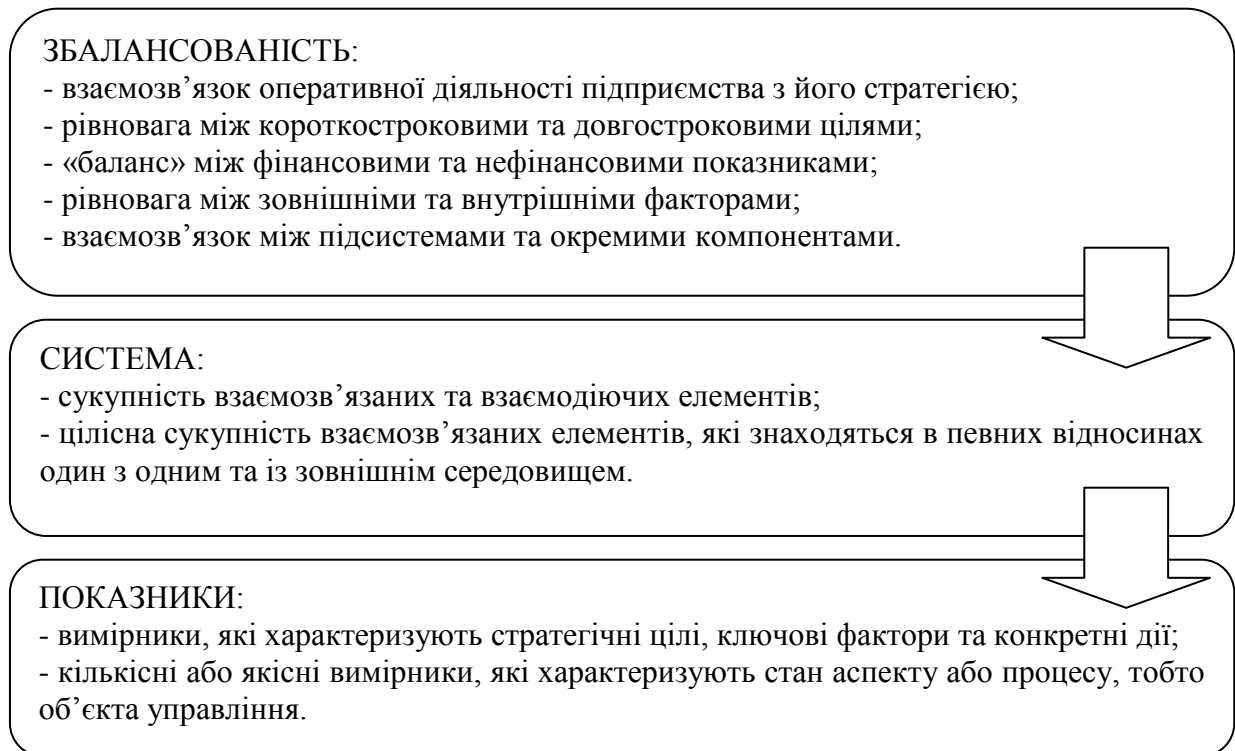 ЗБАЛАНСОВАНІСТЬ:
- взаємозв’язок оперативної діяльності підприємства з його стратегією;
- рівновага між короткостроковими та довгостроковими цілями;
- «баланс» між фінансовими та нефінансовими показниками;
- рівновага між зовнішніми та внутрішніми факторами;
- взаємозв’язок між підсистемами та окремими компонентами.
СИСТЕМА:
- сукупність взаємозв’язаних та взаємодіючих елементів;
- цілісна сукупність взаємозв’язаних елементів, які знаходяться в певних відносинах
один з одним та із зовнішнім середовищем.
ПОКАЗНИКИ:
- вимірники, які характеризують стратегічні цілі, ключові фактори та конкретні дії;
- кількісні або якісні вимірники, які характеризують стан аспекту або процесу, тобто
об’єкта управління.